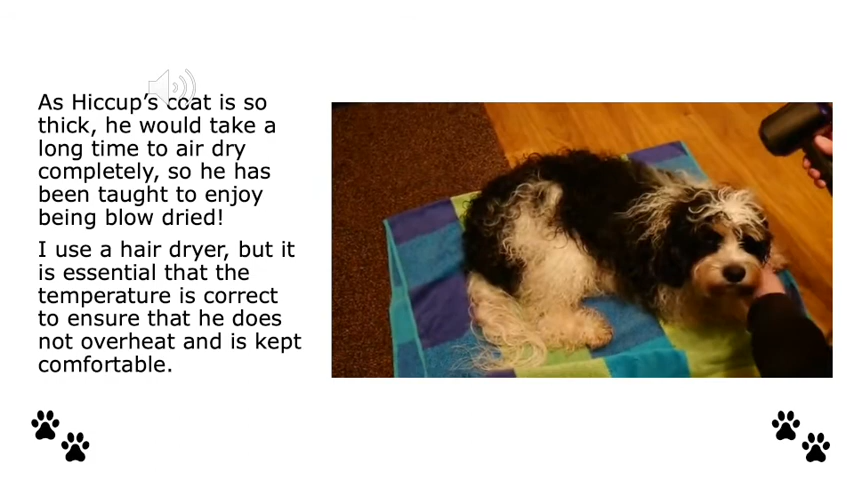 As Hiccup's coat is so
thick, he would take a
long time to air dry
completely, so he has
been taught to enjoy
being blow dried!
I use a hair dryer, but it
is essential that the
temperature is correct
to ensure that he does
not overheat and is kept
comfortable.